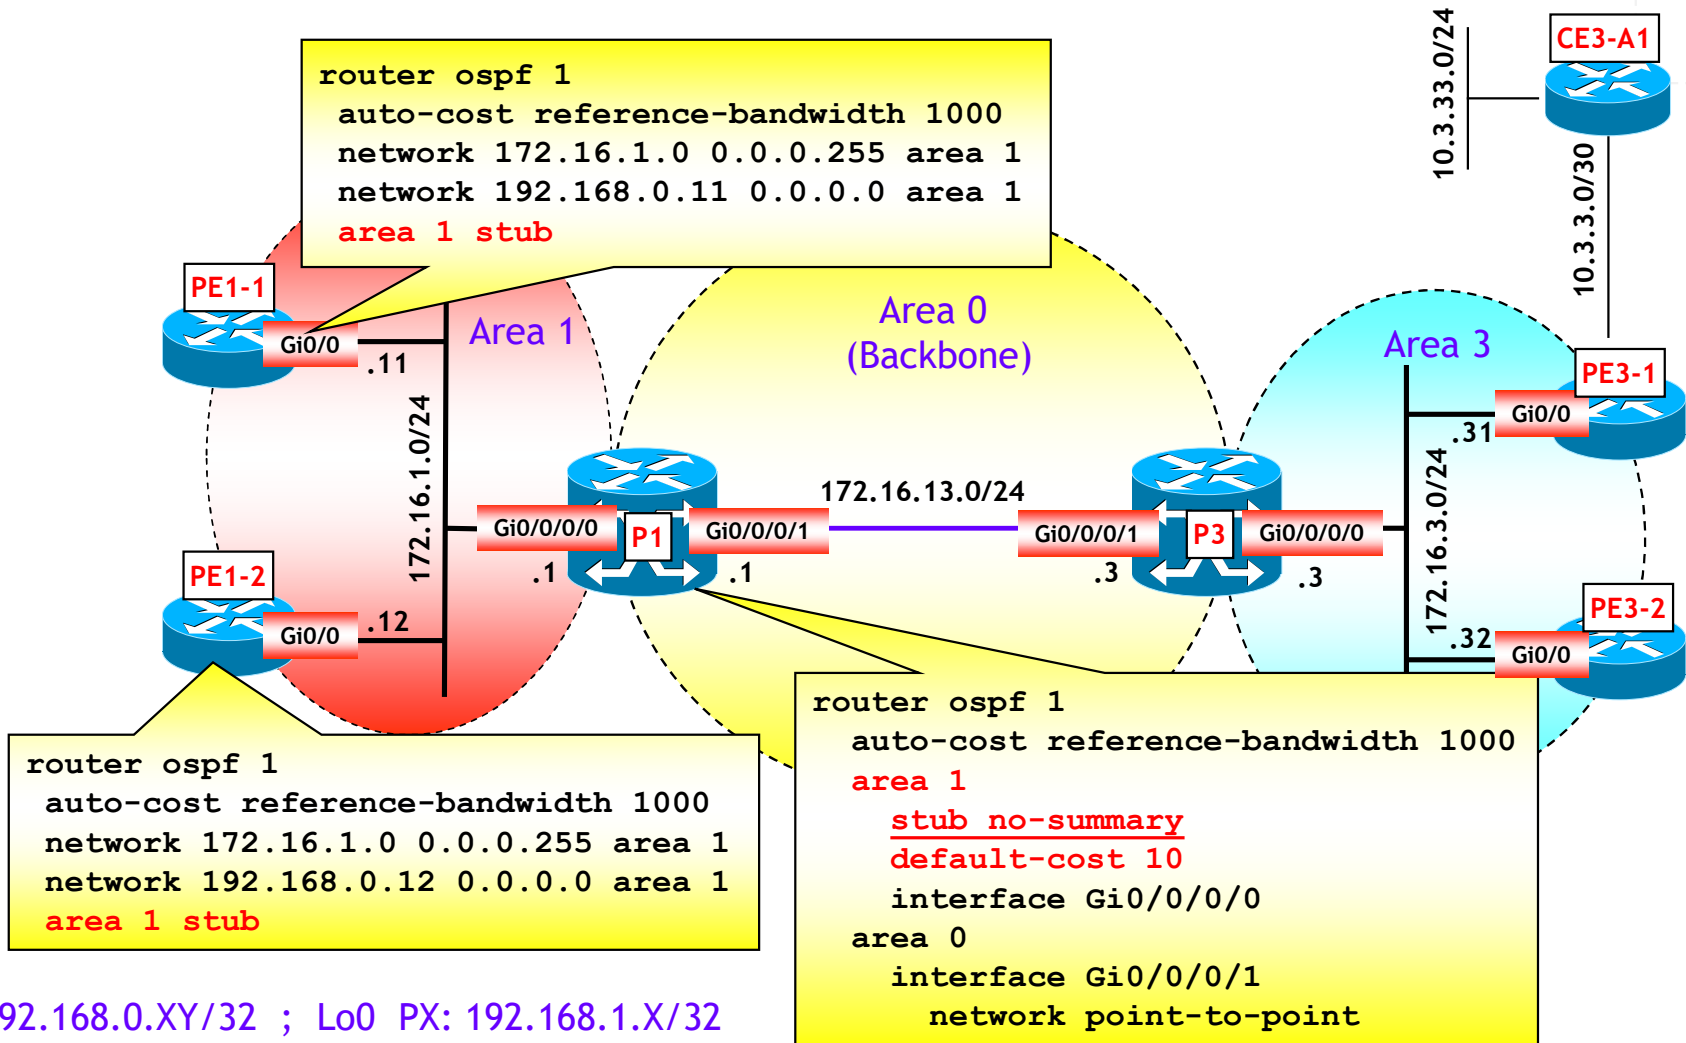 router ospf 1
auto-cost reference-bandwidth 1000
network 172.16.1.0 0.0.0.255 area 1
network 192.168.0.11 0.0.0.0 area 1
area 1 stub
10.3.33.0/24
CE3-A1
10.3.3.0/30
PE1-1
Gi0/0
.11
Area 1
Area 0
(Backbone)
Area 3
PE3-1
Gi0/0
.31
172.16.1.0/24
172.16.13.0/24
172.16.3.0/24
Gi0/0/0/0
P1
Gi0/0/0/1
Gi0/0/0/1
P3
Gi0/0/0/0
.1
.1
.3
.3
PE1-2
Gi0/0
.12
PE3-2
.32
Gi0/0
router ospf 1
auto-cost reference-bandwidth 1000
network 172.16.1.0 0.0.0.255 area 1
network 192.168.0.12 0.0.0.0 area 1
area 1 stub
router ospf 1
auto-cost reference-bandwidth 1000
area 1
stub no-summary
default-cost 10
interface Gi0/0/0/0
area 0
interface Gi0/0/0/1
network point-to-point
92.168.0.XY/32 ; Lo0 PX: 192.168.1.X/32